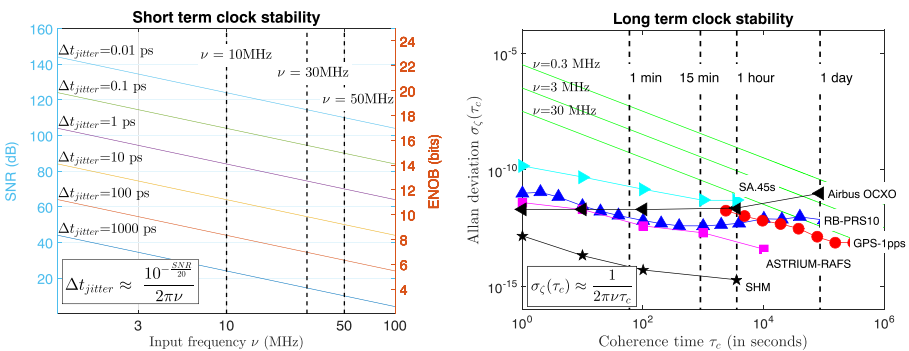 Short term clock stability
160
140
120
100
80
60
40
20
SNR (dB)
Δt_jitter=0.01 ps
Δt_jitter=0.1 ps
Δt_jitter=1 ps
Δt_jitter=10 ps
Δt_jitter=100 ps
Δt_jitter=1000 ps
ν = 10MHz
ν = 30MHz
ν = 50MHz
Δt_jitter ≈ 10^(-SNR/20) / 2πν
24
22
20
18
16
14
12
10
8
6
4
ENOB (bits)
3 10 30 50 100
Input frequency ν (MHz)
Long term clock stability
10^-5
10^-10
10^-15
Allan deviation σ_ζ(τ_c)
ν=0.3 MHz
ν=3 MHz
ν=30 MHz
1 min
15 min
1 hour
1 day
SA.45s
Airbus OCXO
RB-PRS10
GPS-1pps
ASTRIUM-RAFS
SHM
σ_ζ(τ_c) ≈ 1 / 2πντ_c
10^0 10^2 10^4 10^6
Coherence time τ_c (in seconds)